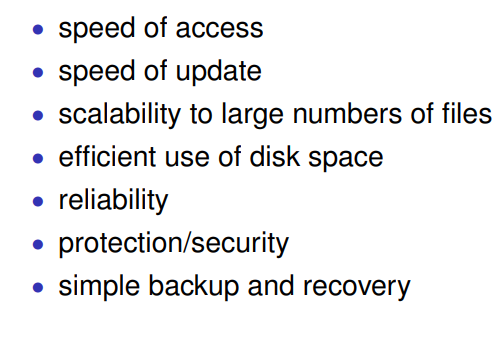 • speed of access
• speed of update
• scalability to large numbers of files
• efficient use of disk space
• reliability
• protection/security
• simple backup and recovery